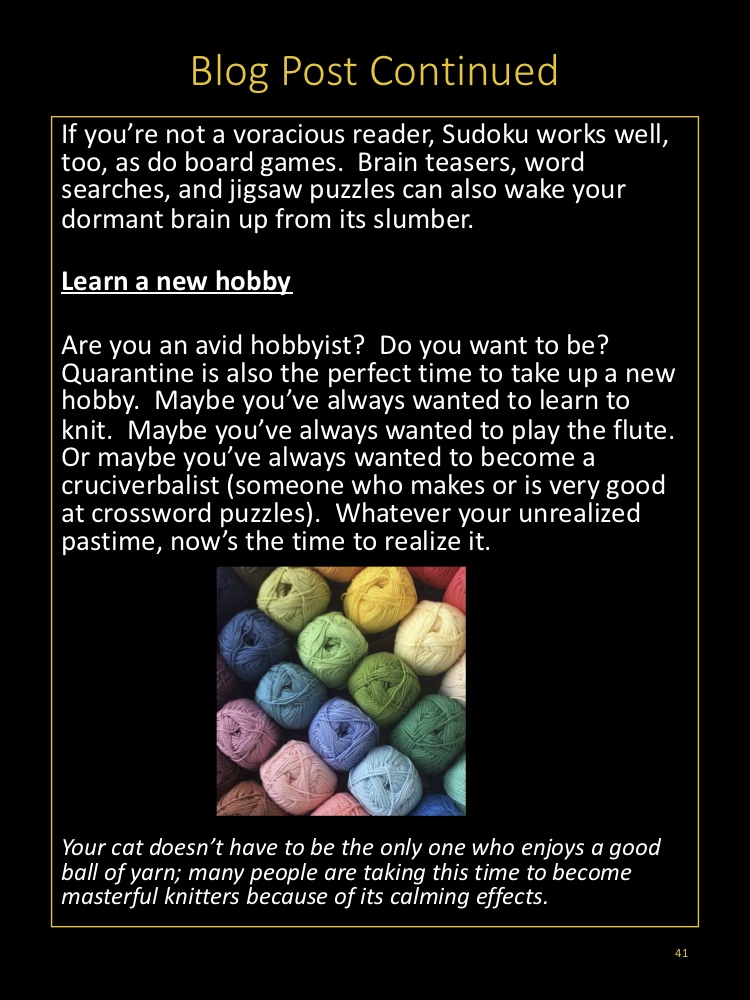 Blog Post Continued
If you’re not a voracious reader, Sudoku works well,
too, as do board games.  Brain teasers, word
searches, and jigsaw puzzles can also wake your
dormant brain up from its slumber.
Learn a new hobby
Are you an avid hobbyist?  Do you want to be?
Quarantine is also the perfect time to take up a new
hobby.  Maybe you’ve always wanted to learn to
knit.  Maybe you’ve always wanted to play the flute.
Or maybe you’ve always wanted to become a
cruciverbalist (someone who makes or is very good
at crossword puzzles).  Whatever your unrealized
pastime, now’s the time to realize it.
Your cat doesn’t have to be the only one who enjoys a good
ball of yarn; many people are taking this time to become
masterful knitters because of its calming effects.
41